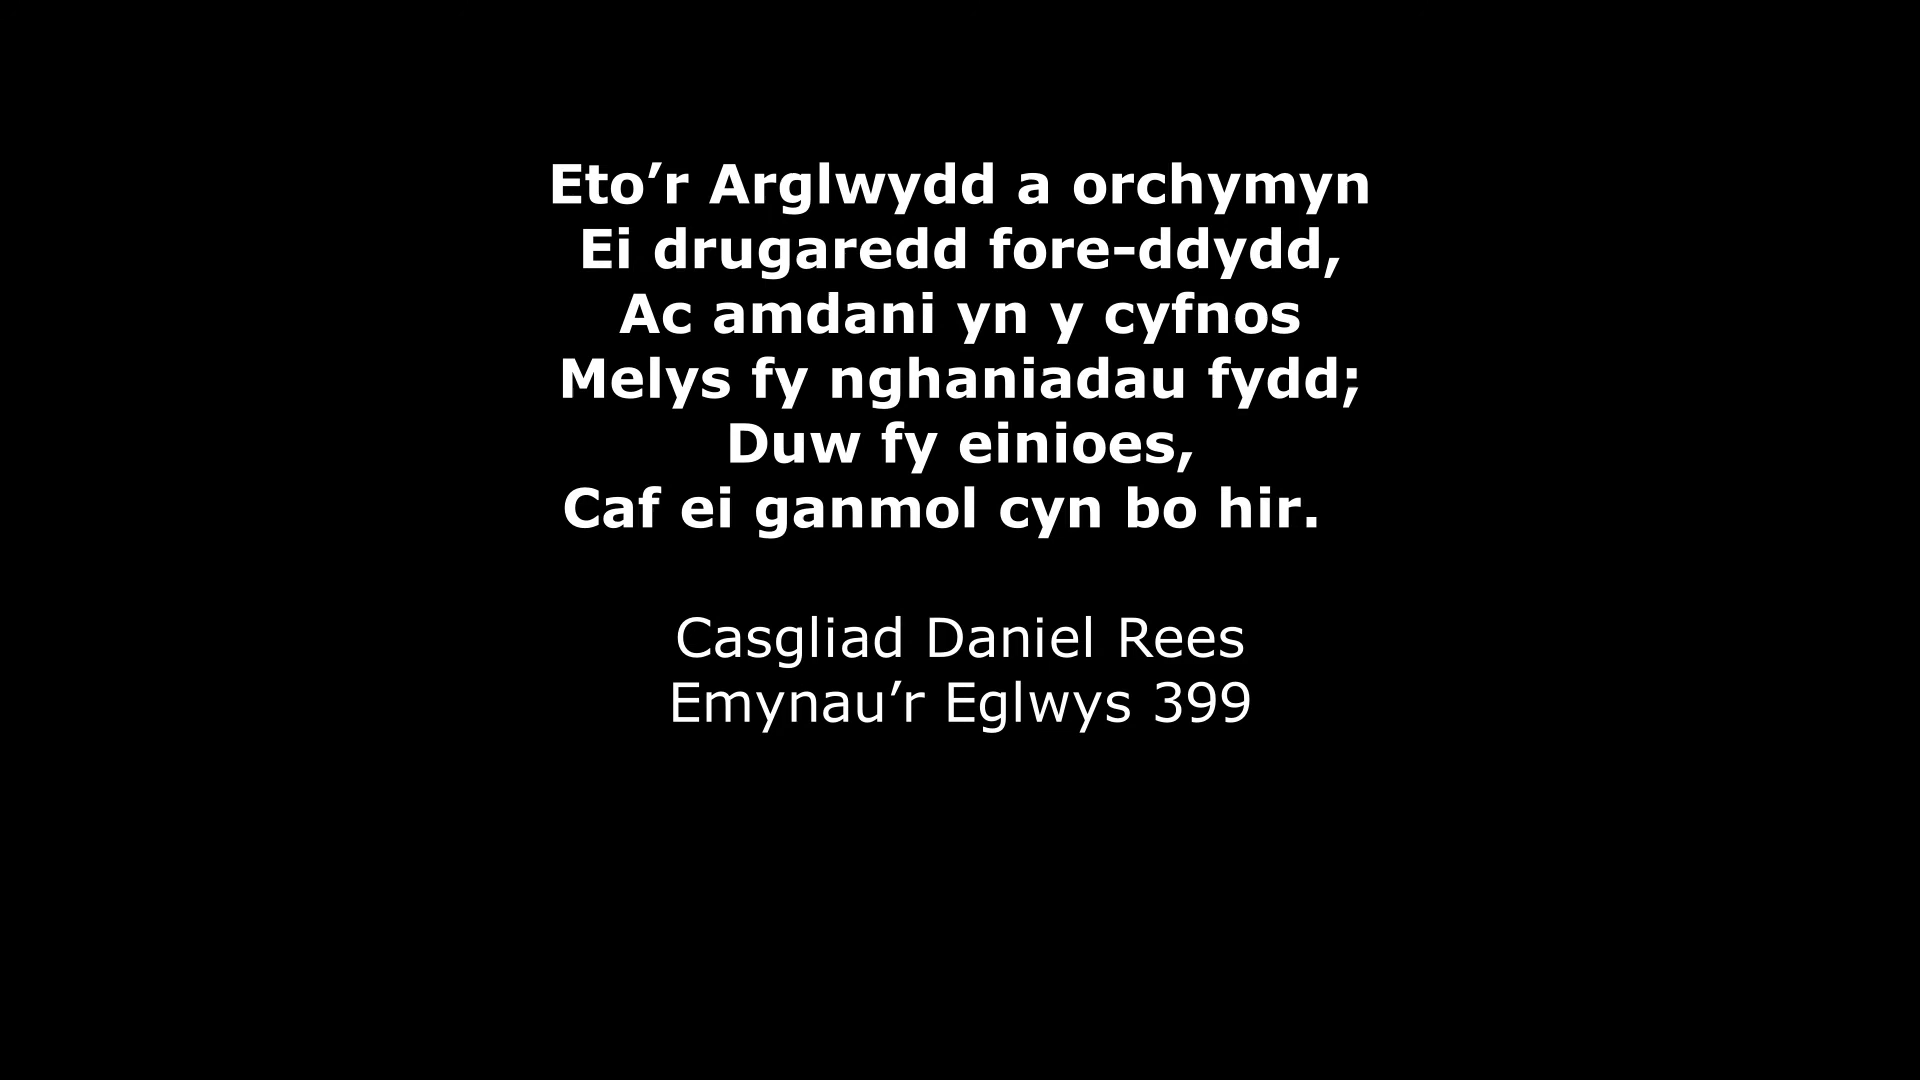 Eto’r Arglwydd a orchymyn
Ei drugaredd fore-ddydd,
Ac amdani yn y cyfnos
Melys fy nghaniadau fydd;
Duw fy einioes,
Caf ei ganmol cyn bo hir.
Casgliad Daniel Rees
Emynau’r Eglwys 399